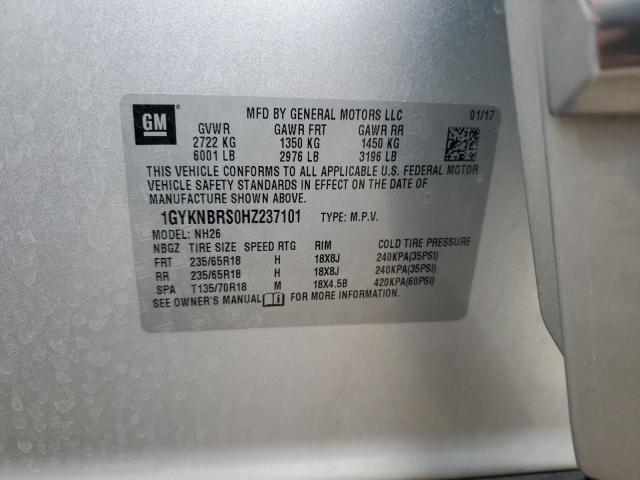 GM
MFD BY GENERAL MOTORS LLC 01/17
GVWR GAWR FRT GAWR RR
2722 KG 1350 KG 1450 KG
6001 LB 2976 LB 3196 LB
THIS VEHICLE CONFORMS TO ALL APPLICABLE U.S. FEDERAL MOTOR
VEHICLE SAFETY STANDARDS IN EFFECT ON THE DATE OF
MANUFACTURE SHOWN ABOVE.
1GYKNBRS0HZ237101 TYPE: M.P.V.
MODEL: NH26
NBGZ TIRE SIZE SPEED RTG RIM COLD TIRE PRESSURE
FRT 235/65R18 H 18X8J 240KPA(35PSI)
RR 235/65R18 H 18X8J 240KPA(35PSI)
SPA T135/70R18 M 18X4.5B 420KPA(60PSI)
SEE OWNER'S MANUAL FOR MORE INFORMATION.